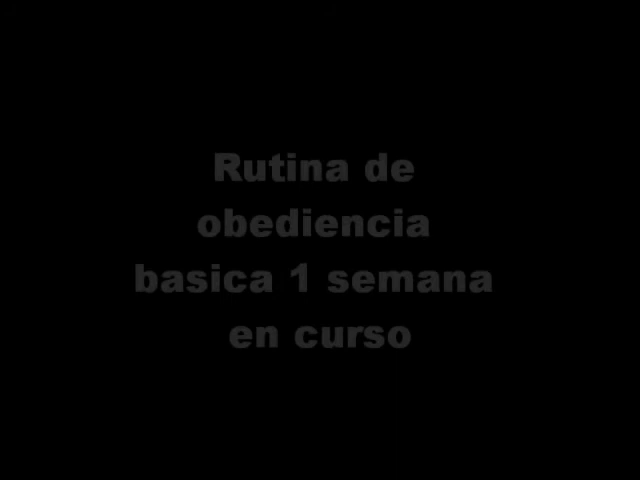 Rutina de
obediencia
basica 1 semana
en curso